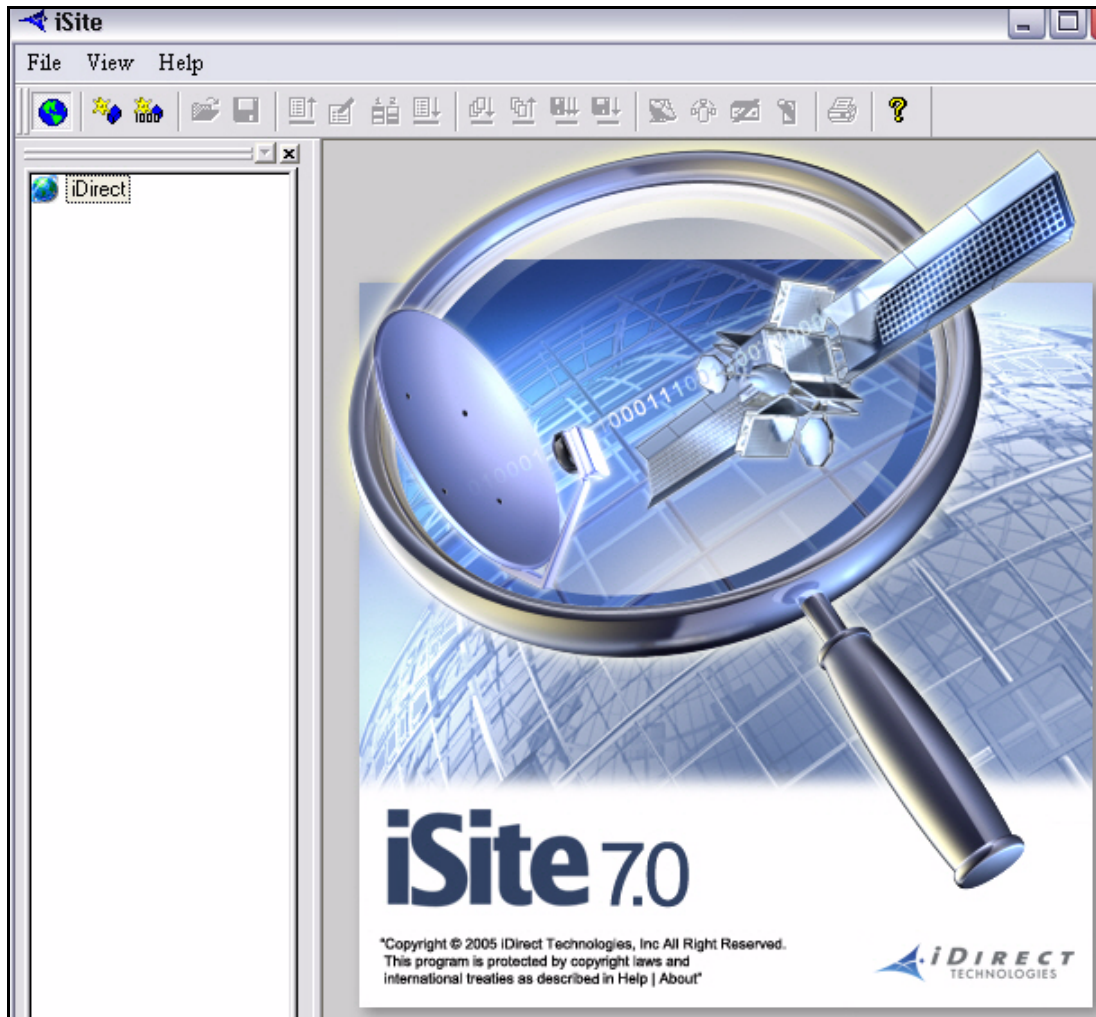 iSite
File View Help
1000
iDirect
iSite 7.0
"Copyright © 2005 iDirect Technologies, Inc All Right Reserved.
This program is protected by copyright laws and
international treaties as described in Help | About"
iDIRECT
TECHNOLOGIES